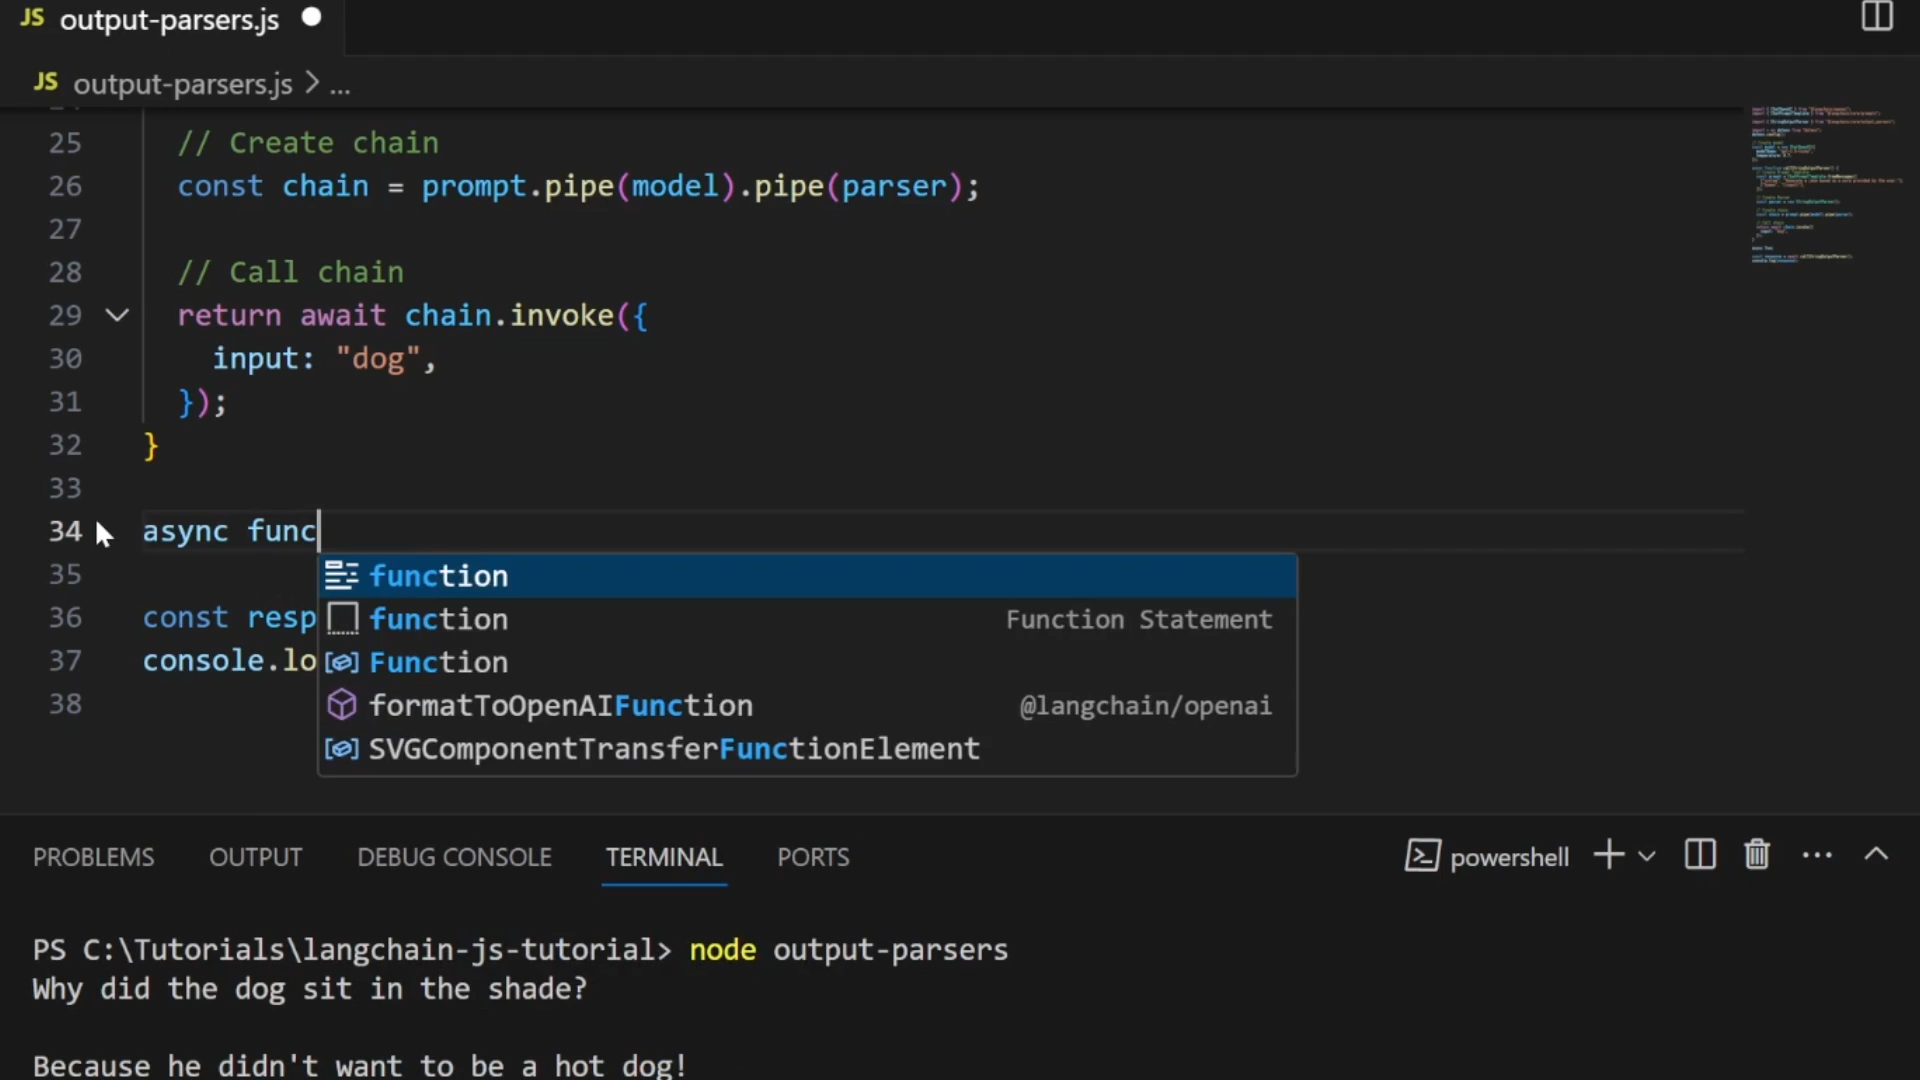 JS output-parsers.js
JS output-parsers.js > ...
25 // Create chain
26 const chain = prompt.pipe(model).pipe(parser);
27
28 // Call chain
29 return await chain.invoke({
30 input: "dog",
31 });
32 }
33
34 async func
function
35
function Function Statement
36 const resp
Function
37 console.lo
formatToOpenAIFunction @langchain/openai
38
SVGComponentTransferFunctionElement
PROBLEMS OUTPUT DEBUG CONSOLE TERMINAL PORTS powershell
PS C:\Tutorials\langchain-js-tutorial> node output-parsers
Why did the dog sit in the shade?
Because he didn't want to be a hot dog!